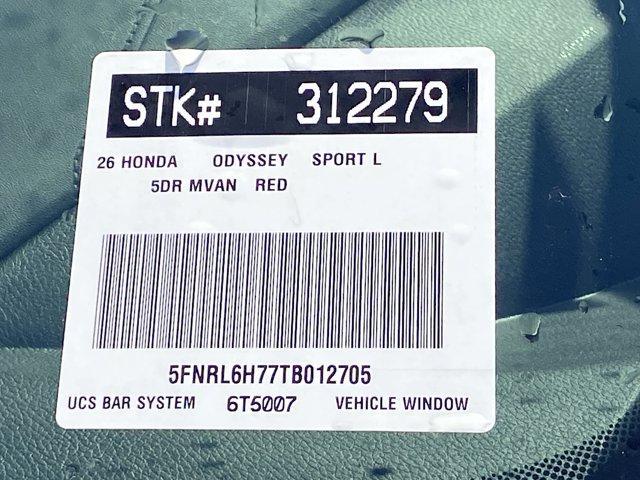 STK# 312279
26 HONDA ODYSSEY SPORT L
5DR MVAN RED
5FNRL6H77TB012705
UCS BAR SYSTEM 6T5007 VEHICLE WINDOW